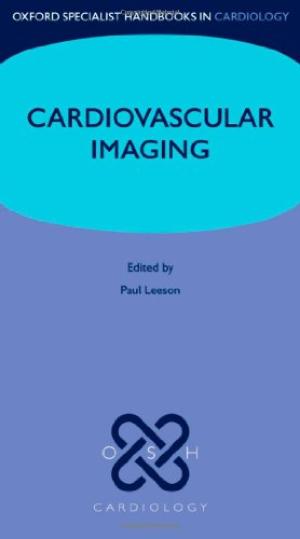 OXFORD SPECIALIST HANDBOOKS IN CARDIOLOGY
CARDIOVASCULAR
IMAGING
Edited by
Paul Leeson
O S H
CARDIOLOGY